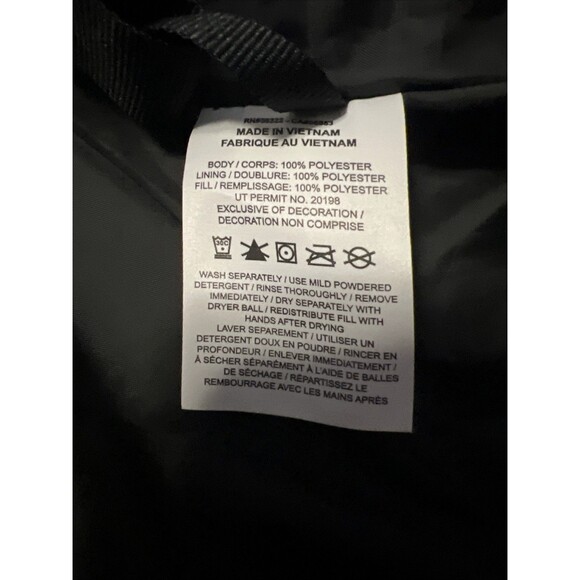 MADE IN VIETNAM
FABRIQUE AU VIETNAM
BODY / CORPS: 100% POLYESTER
LINING / DOUBLURE: 100% POLYESTER
FILL / REMPLISSAGE: 100% POLYESTER
UT PERMIT NO. 20198
EXCLUSIVE OF DECORATION /
DECORATION NON COMPRISE
30C
WASH SEPARATELY / USE MILD POWDERED
DETERGENT / RINSE THOROUGHLY / REMOVE
IMMEDIATELY / DRY SEPARATELY WITH
DRYER BALL / REDISTRIBUTE FILL WITH
HANDS AFTER DRYING
LAVER SEPAREMENT / UTILISER UN
DETERGENT DOUX EN POUDRE / RINCER EN
PROFONDEUR / ENLEVER IMMEDIATEMENT /
À SÉCHER SÉPARÉMENT À L'AIDE DE BALLES
DE SÉCHAGE / RÉPARTISSEZ LE
REMBOURRAGE AVEC LES MAINS APRÈS